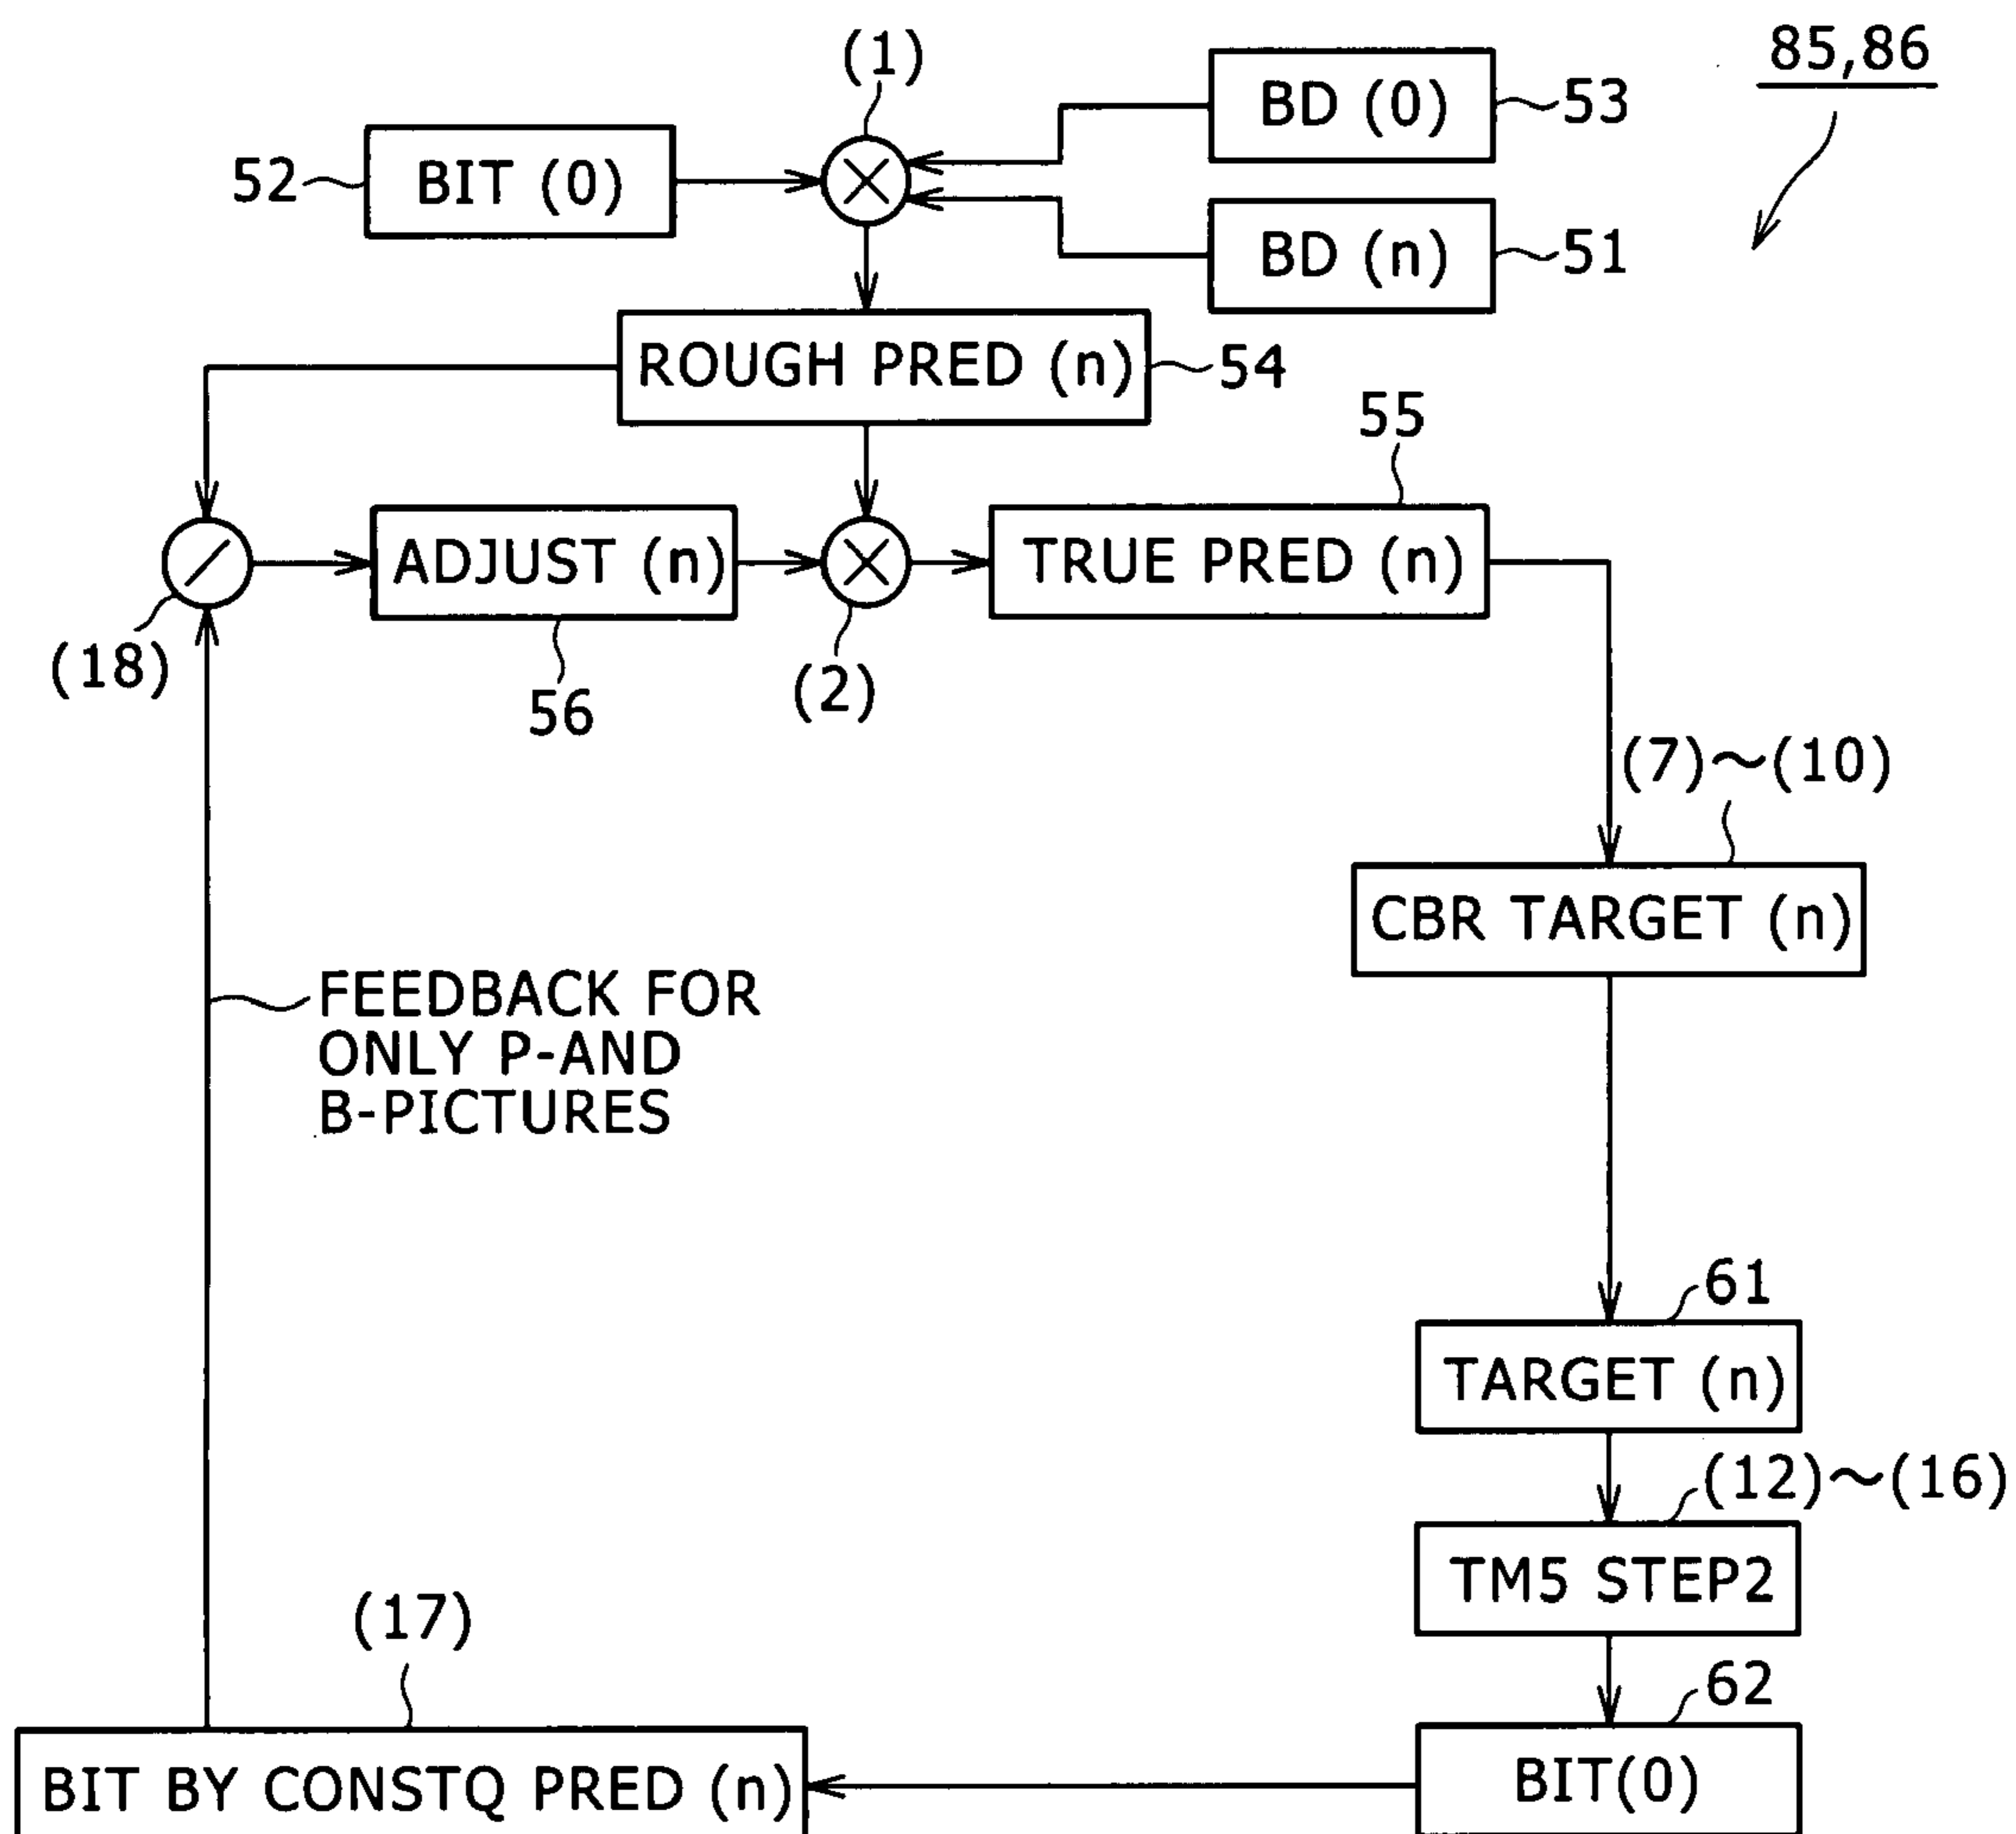 (1)
85,86
BD (0)
53
52
BIT (0)
BD (n)
51
ROUGH PRED (n)
54
55
ADJUST (n)
TRUE PRED (n)
(18)
56
(2)
(7)～(10)
CBR TARGET (n)
FEEDBACK FOR
ONLY P-AND
B-PICTURES
61
TARGET (n)
(12)～(16)
TM5 STEP2
(17)
62
BIT BY CONSTQ PRED (n)
BIT(0)